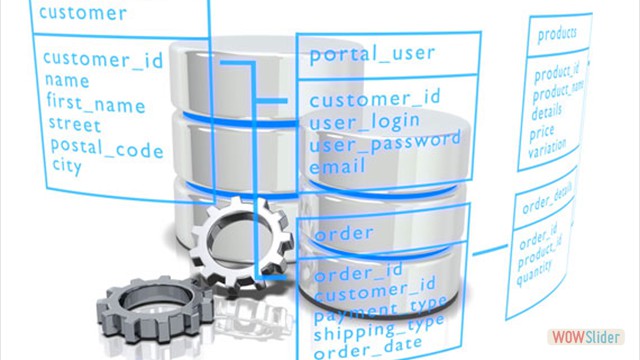 customer
customer_id
name
first_name
street
postal_code
city
portal_user
customer_id
user_login
user_password
email
order
order_id
customer_id
payment_type
shipping_type
order_date
products
product_id
product_name
details
price
variation
order_details
order_id
product_id
quantity
WOWSlider